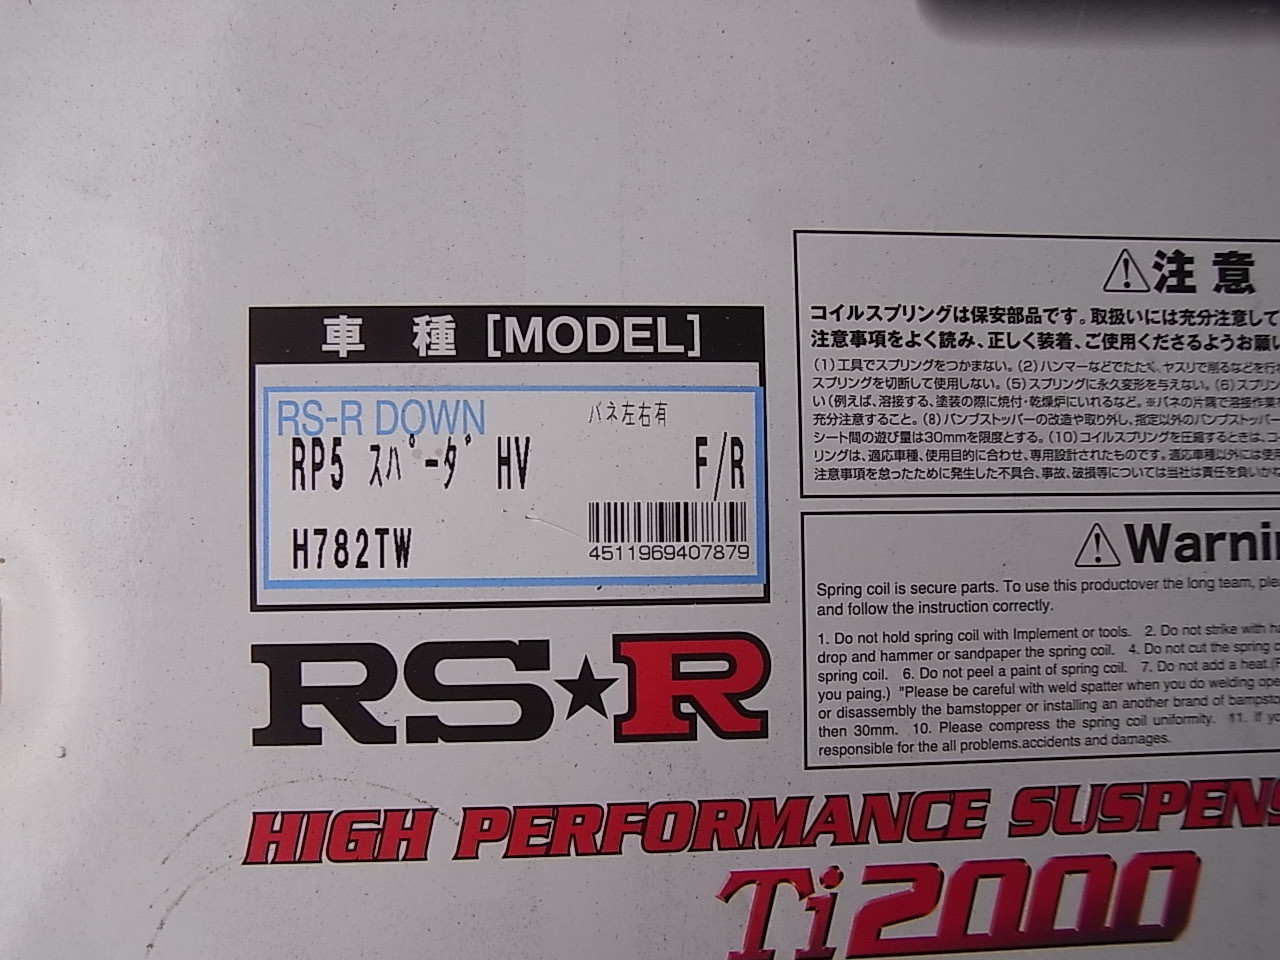 車 種 [MODEL]
RS-R DOWN バネ左右有
RP5 スパーダ HV F/R
H782TW
4511969407879
RS★R
HIGH PERFORMANCE SUSPENS
Ti2000
⚠注 意
コイルスプリングは保安部品です。取扱いには充分注意して
注意事項をよく読み、正しく装着、ご使用くださるようお願い
(1)工具でスプリングをつかまない。(2)ハンマーなどでたたく、ヤスリで削るなどを行
スプリングを切断して使用しない。(5)スプリングに永久変形を与えない。(6)スプリン
い(例えば、溶接する、塗装の際に焼付・乾燥炉にいれるなど。※バネの片隅で溶接作業
充分注意すること。(8)バンプストッパーの改造や取り外し、指定以外のバンプストッパー
シート間の遊び量は30mmを限度とする。(10)コイルスプリングを圧縮するときは、コ
リングは、適応車種、使用目的に合わせ、専用設計されたものです。適応車種以外には使用
注意事項を怠ったために発生した不具合、事故、破損等については当社は責任を負いかね
⚠Warnin
Spring coil is secure parts. To use this productover the long team, ple
and follow the instruction correctly.
1. Do not hold spring coil with Implement or tools. 2. Do not strike with ha
drop and hammer or sandpaper the spring coil. 4. Do not cut the spring c
spring coil. 6. Do not peel a paint of spring coil. 7. Do not add a heat.
you paing.) "Please be careful with weld spatter when you do welding ope
or disassembly the bamstopper or installing an another brand of bampsto
then 30mm. 10. Please compress the spring coil uniformity. 11. If yo
responsible for the all problems.accidents and damages.